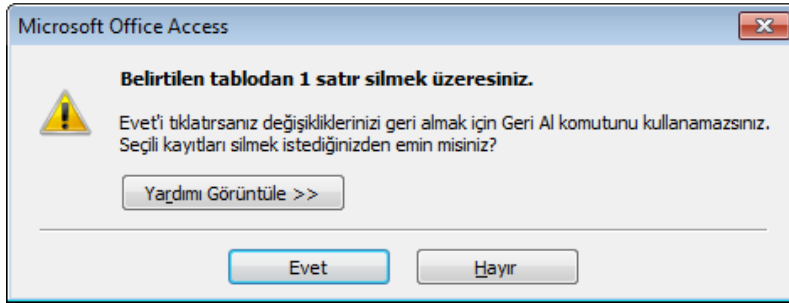 Microsoft Office Access
Belirtilen tablodan 1 satır silmek üzeresiniz.
Evet'i tıklatırsanız değişikliklerinizi geri almak için Geri Al komutunu kullanamazsınız.
Seçili kayıtları silmek istediğinizden emin misiniz?
Yardımı Görüntüle >>
Evet
Hayır